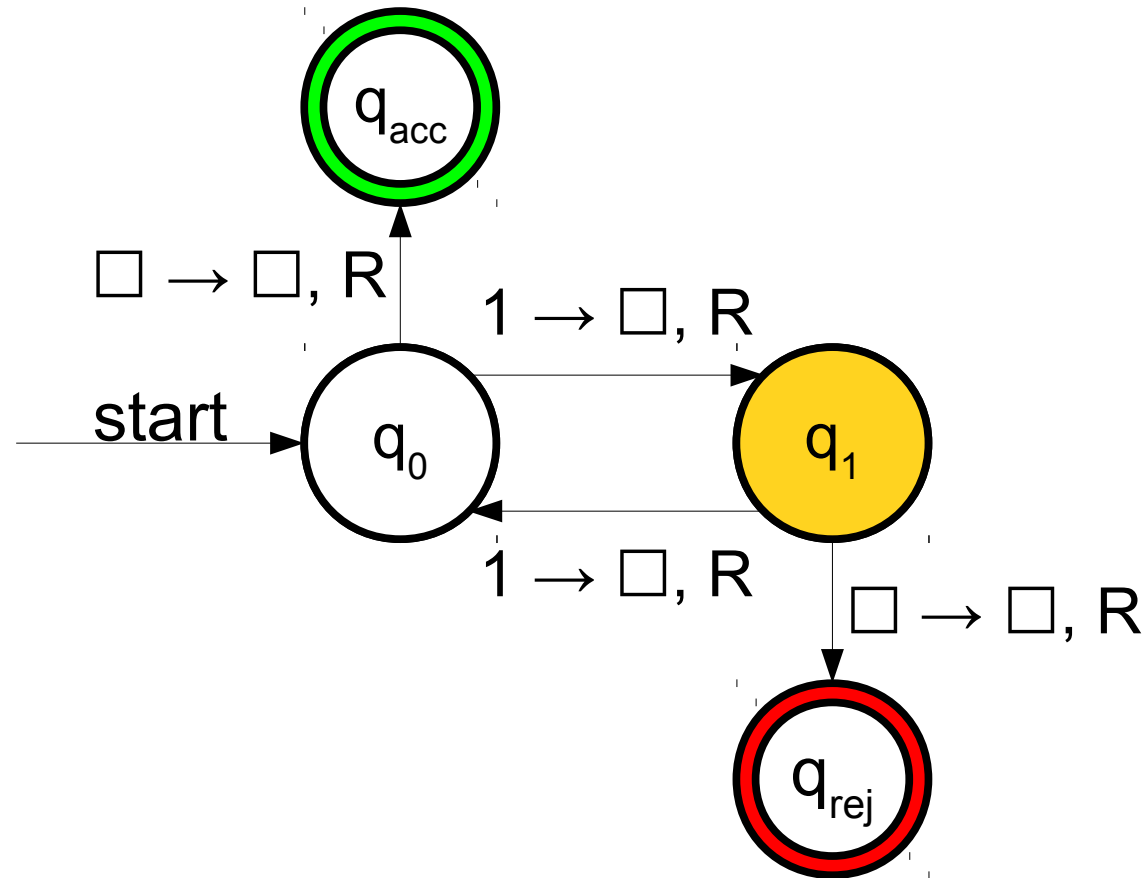 q_acc
□ → □, R
1 → □, R
start
q_0
q_1
1 → □, R
□ → □, R
q_rej